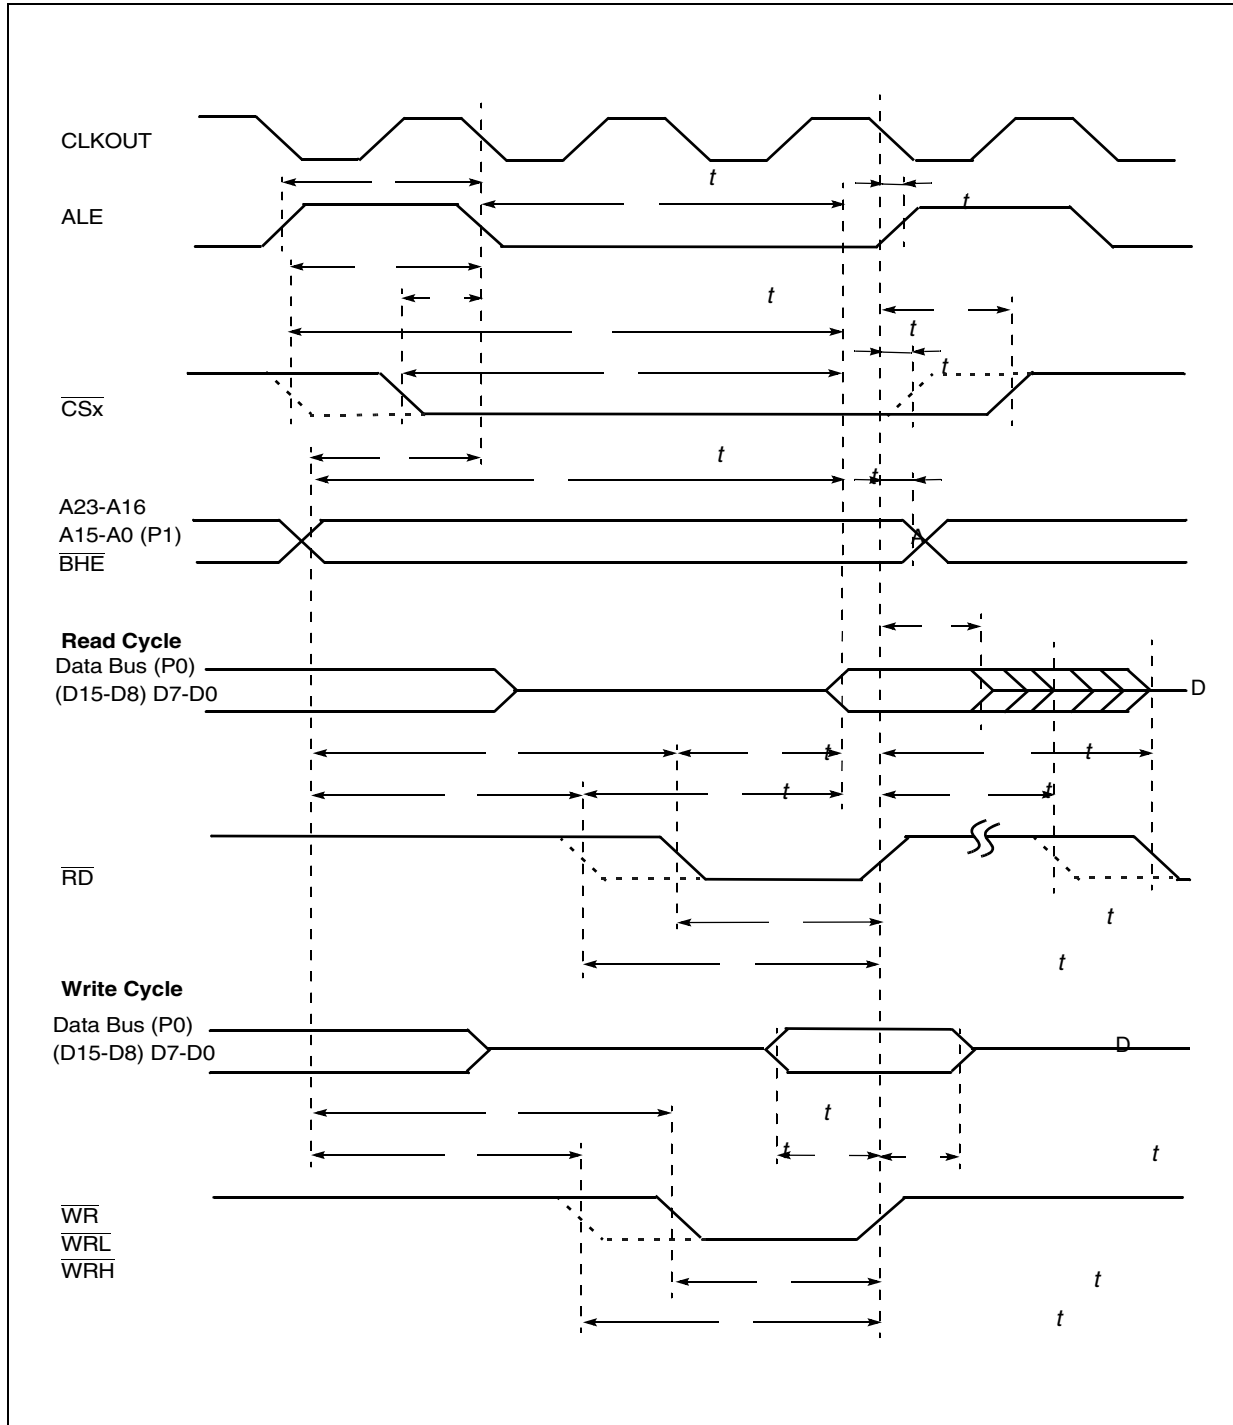 CLKOUT
t
ALE
t
t
t
t
CSx
t
t
A23-A16
A15-A0 (P1)
A
BHE
Read Cycle
Data Bus (P0)
(D15-D8) D7-D0
D
t
t
t
t
RD
t
t
Write Cycle
Data Bus (P0)
(D15-D8) D7-D0
D
t
t
t
WR
WRL
WRH
t
t